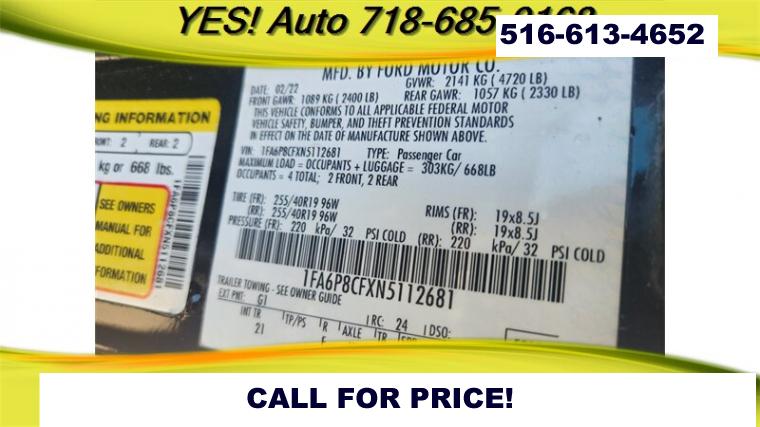 YES! Auto 718-685-
516-613-4652
MFD. BY FORD MOTOR CO.
DATE: 02/22
GVWR: 2141 KG ( 4720 LB)
FRONT GAWR: 1089 KG ( 2400 LB)
REAR GAWR: 1057 KG ( 2330 LB)
THIS VEHICLE CONFORMS TO ALL APPLICABLE FEDERAL MOTOR
VEHICLE SAFETY, BUMPER, AND THEFT PREVENTION STANDARDS
IN EFFECT ON THE DATE OF MANUFACTURE SHOWN ABOVE.
VIN: 1FA6P8CFXN5112681 TYPE: Passenger Car
MAXIMUM LOAD = OCCUPANTS + LUGGAGE = 303KG/ 668LB
OCCUPANTS = 4 TOTAL; 2 FRONT, 2 REAR
TIRE (FR): 255/40R19 96W RIMS (FR): 19x8.5J
(RR): 255/40R19 96W (RR): 19x8.5J
PRESSURE (FR): 220 kPa/ 32 PSI COLD (RR): 220 kPa/ 32 PSI COLD
1FA6P8CFXN5112681
TRAILER TOWING - SEE OWNER GUIDE
EXT PNT: G1
INT TR TP/PS R AXLE TR RC: 24 DSO:
21
NG INFORMATION
FRONT: 2 REAR: 2
kg or 668 lbs.
SEE OWNERS
MANUAL FOR
ADDITIONAL
INFORMATION
1FA6P8CFXN5112681
CALL FOR PRICE!